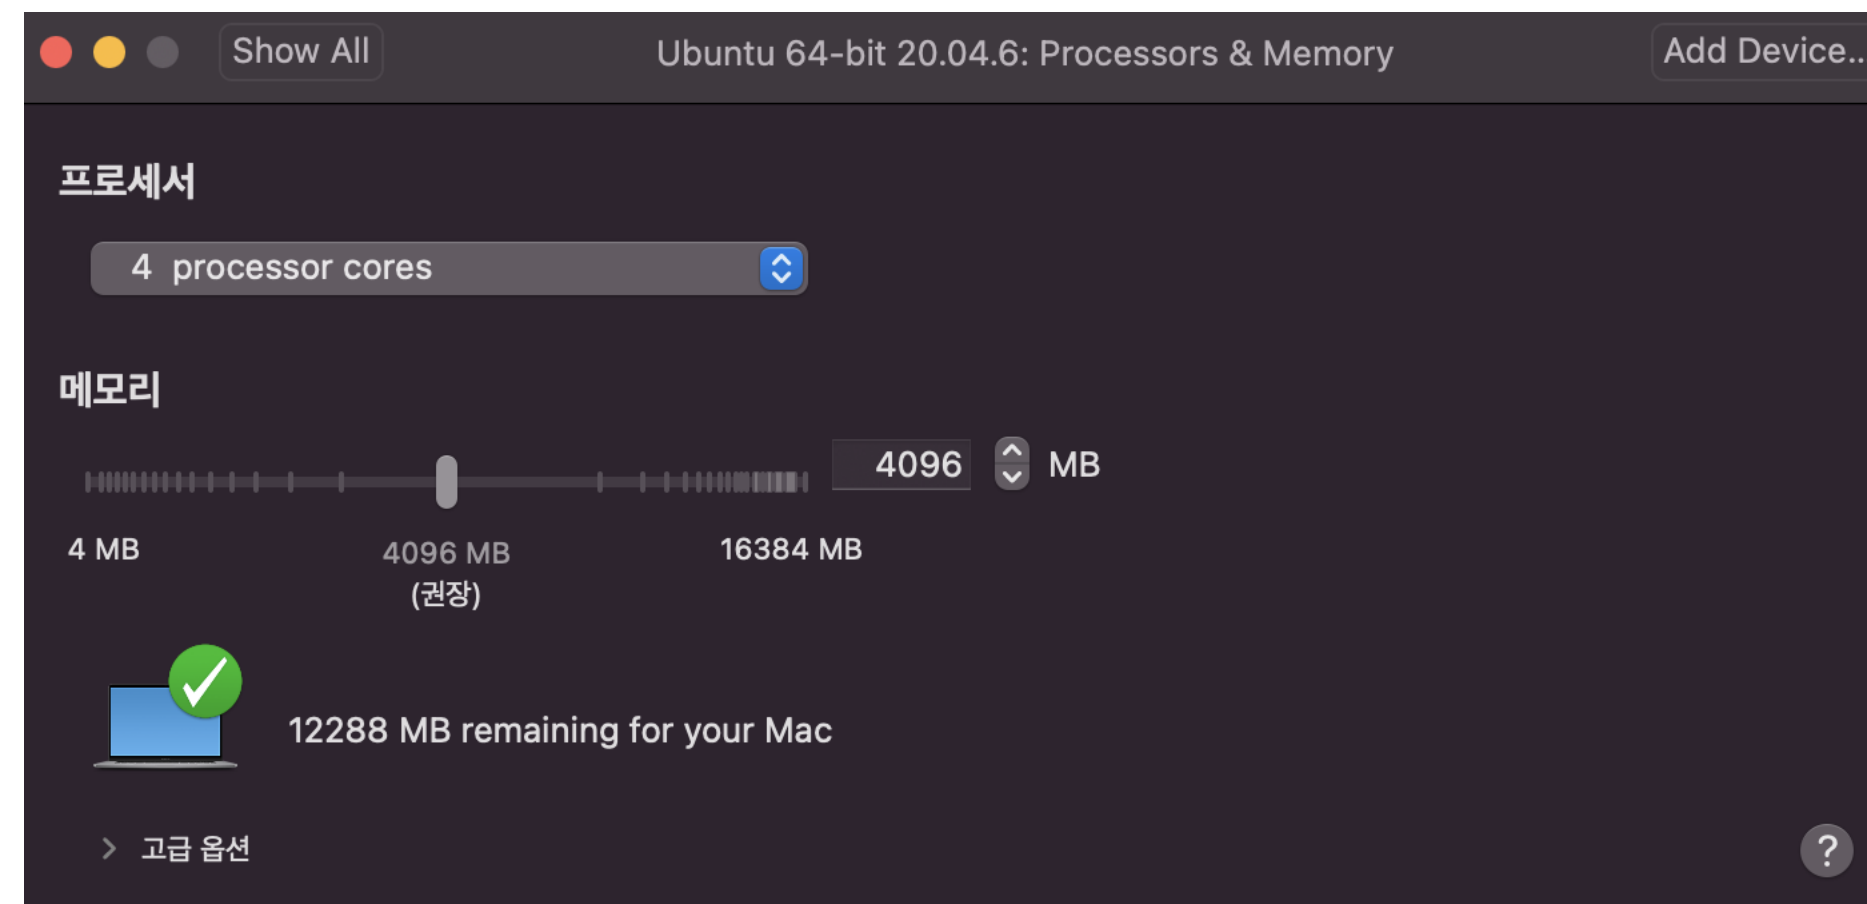 Show All
Ubuntu 64-bit 20.04.6: Processors & Memory
Add Device..
프로세서
4 processor cores
메모리
4096 MB
4 MB
4096 MB
(권장)
16384 MB
12288 MB remaining for your Mac
고급 옵션
?